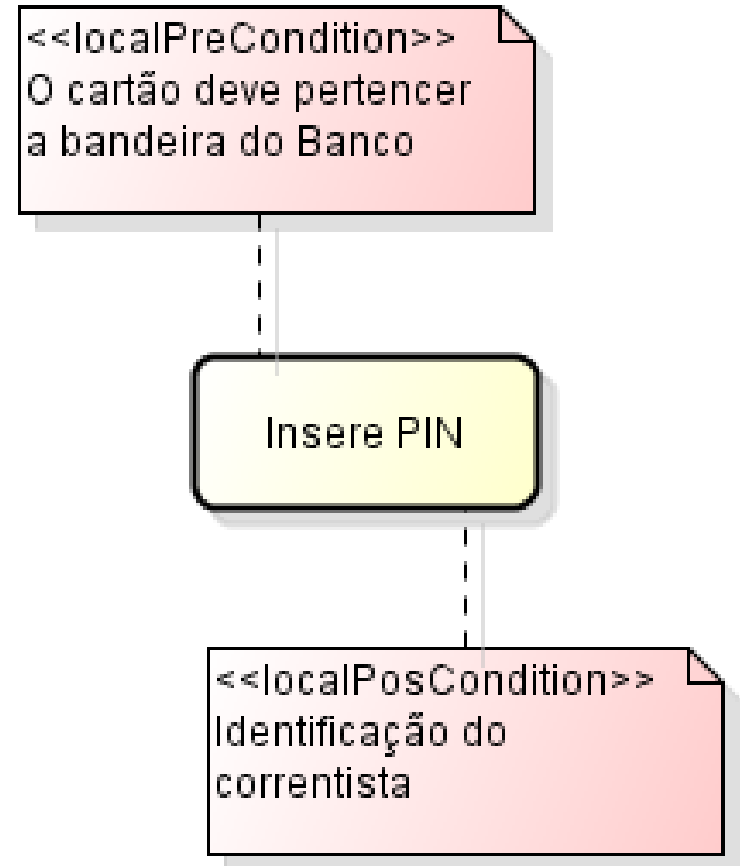 <<localPreCondition>>
O cartão deve pertencer
a bandeira do Banco
Insere PIN
<<localPosCondition>>
Identificação do
correntista